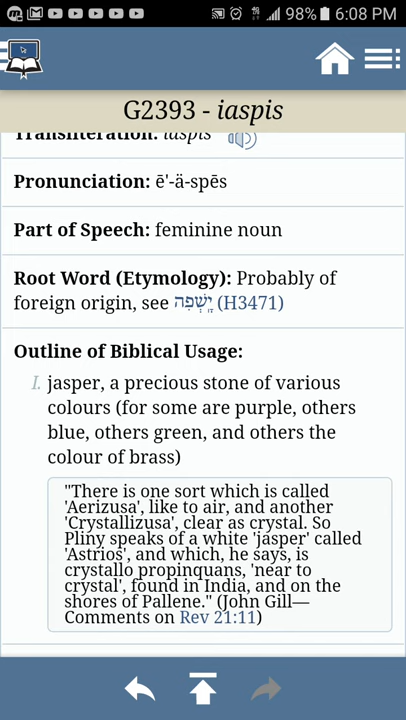 98% 6:08 PM
G2393 - iaspis
Transliteration: iaspis
Pronunciation: ē'-ä-spēs
Part of Speech: feminine noun
Root Word (Etymology): Probably of
foreign origin, see יָשְׁפֵה (H3471)
Outline of Biblical Usage:
I. jasper, a precious stone of various
colours (for some are purple, others
blue, others green, and others the
colour of brass)
"There is one sort which is called
'Aerizusa', like to air, and another
'Crystallizusa', clear as crystal. So
Pliny speaks of a white 'jasper' called
'Astrios', and which, he says, is
crystallo propinquans, 'near to
crystal', found in India, and on the
shores of Pallene." (John Gill—
Comments on Rev 21:11)